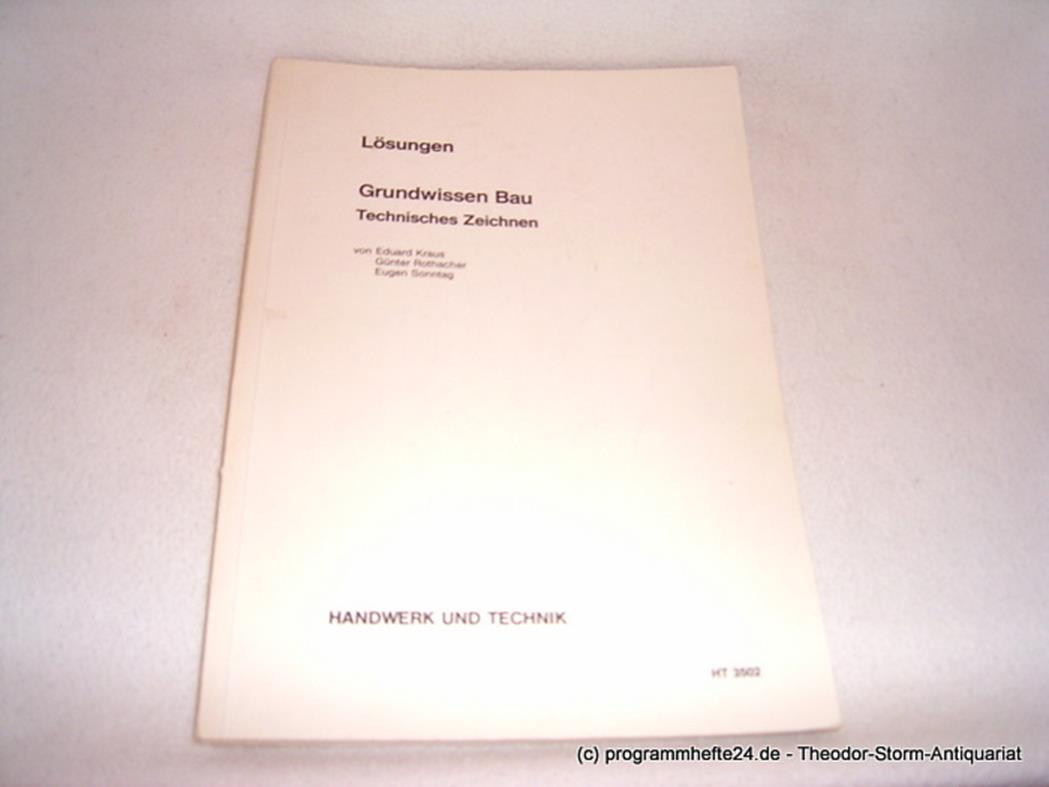 Lösungen
Grundwissen Bau
Technisches Zeichnen
von Eduard Kraus
Günter Rothacher
Eugen Sonntag
HANDWERK UND TECHNIK
HT 3502
(c) programmhefte24.de - Theodor-Storm-Antiquariat